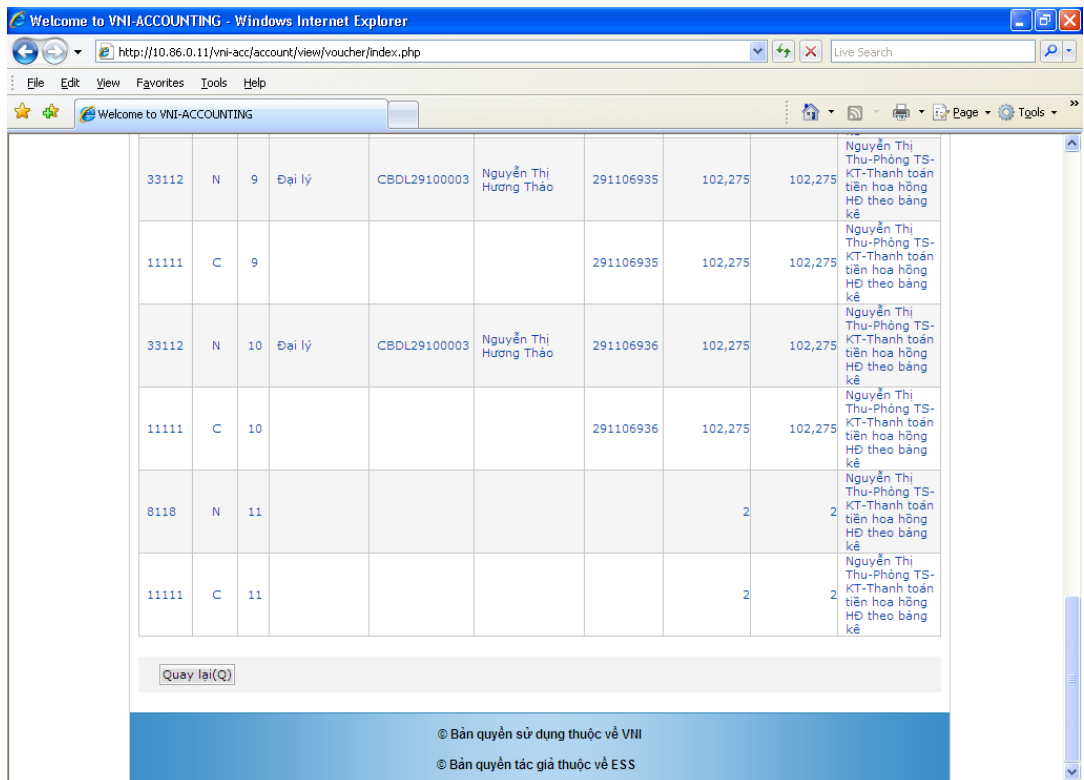 Welcome to VNI-ACCOUNTING - Windows Internet Explorer
http://10.86.0.11/vni-acc/account/view/voucher/index.php
Live Search
File Edit View Favorites Tools Help
Welcome to VNI-ACCOUNTING
Page Tools
33112 N 9 Đại lý CBDL29100003 Nguyễn Thị
Hương Thảo
291106935 102,275 102,275
Nguyễn Thị
Thu-Phòng TS-
KT-Thanh toán
tiền hoa hồng
HĐ theo bảng
kê
11111 C 9 291106935 102,275 102,275
Nguyễn Thị
Thu-Phòng TS-
KT-Thanh toán
tiền hoa hồng
HĐ theo bảng
kê
33112 N 10 Đại lý CBDL29100003 Nguyễn Thị
Hương Thảo
291106936 102,275 102,275
Nguyễn Thị
Thu-Phòng TS-
KT-Thanh toán
tiền hoa hồng
HĐ theo bảng
kê
11111 C 10 291106936 102,275 102,275
Nguyễn Thị
Thu-Phòng TS-
KT-Thanh toán
tiền hoa hồng
HĐ theo bảng
kê
8118 N 11 2 2
Nguyễn Thị
Thu-Phòng TS-
KT-Thanh toán
tiền hoa hồng
HĐ theo bảng
kê
11111 C 11 2 2
Nguyễn Thị
Thu-Phòng TS-
KT-Thanh toán
tiền hoa hồng
HĐ theo bảng
kê
Quay lại(Q)
© Bản quyền sử dụng thuộc về VNI
© Bản quyền tác giả thuộc về ESS